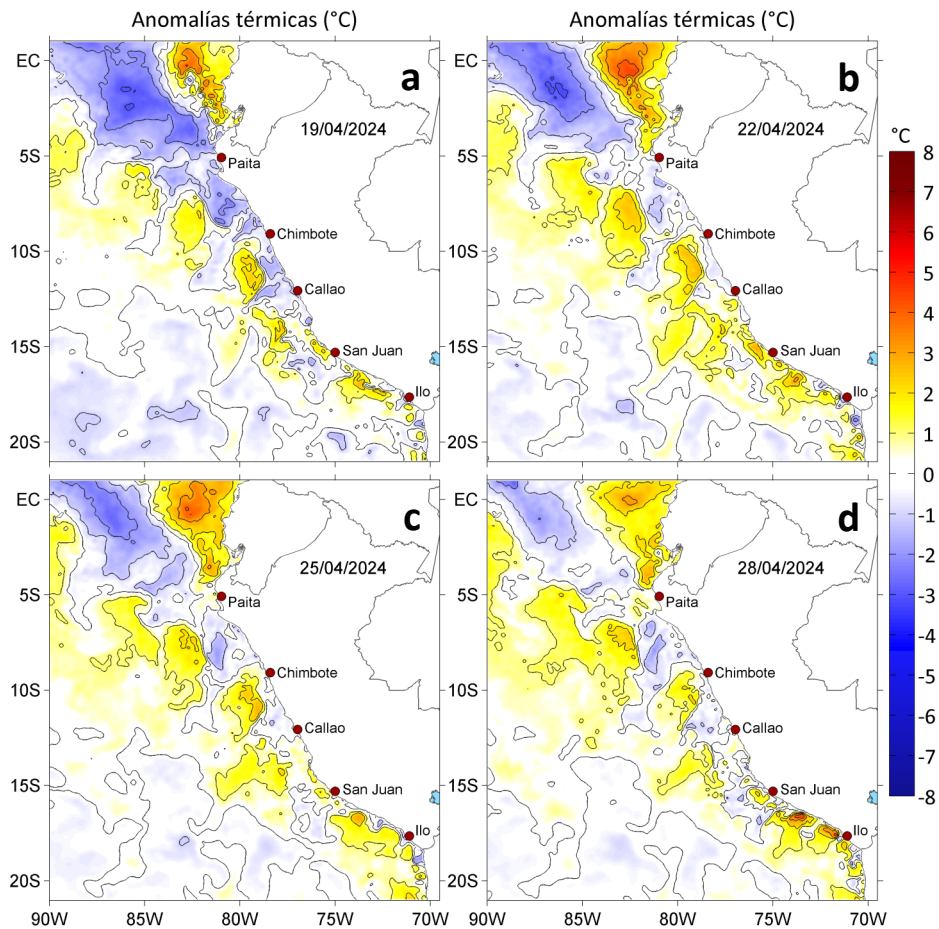 Anomalías térmicas (°C)
Anomalías térmicas (°C)
EC
5S
10S
15S
20S
a
19/04/2024
Paita
Chimbote
Callao
San Juan
Ilo
EC
5S
10S
15S
20S
b
22/04/2024
Paita
Chimbote
Callao
San Juan
Ilo
°C
8
7
6
5
4
3
2
1
0
-1
-2
-3
-4
-5
-6
-7
-8
EC
5S
10S
15S
20S
c
25/04/2024
Paita
Chimbote
Callao
San Juan
Ilo
90W 85W 80W 75W 70W
EC
5S
10S
15S
20S
d
28/04/2024
Paita
Chimbote
Callao
San Juan
Ilo
90W 85W 80W 75W 70W